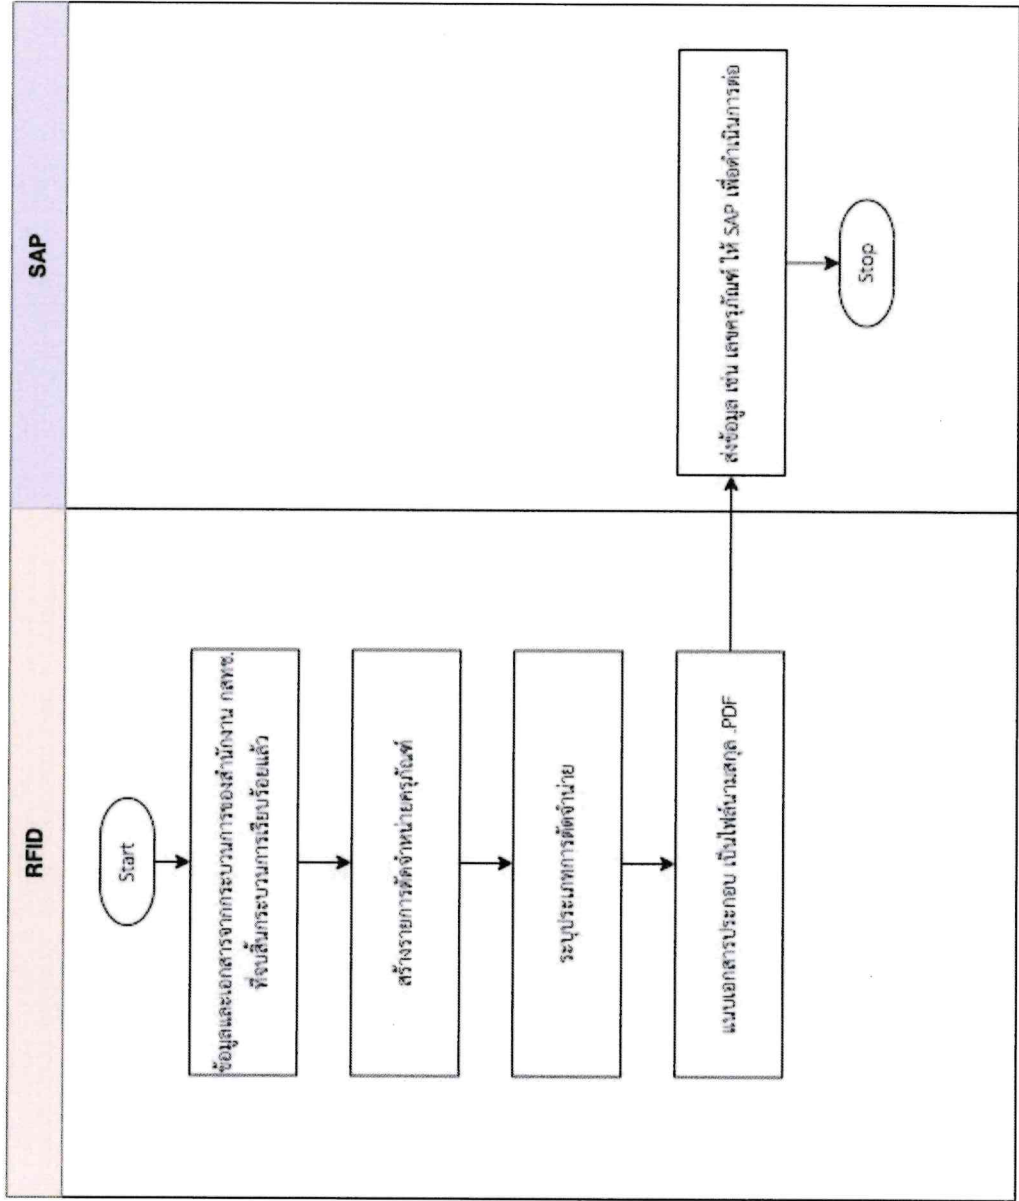 RFID
SAP
Start
ข้อมูลและเอกสารจากกระบวนการของสำนักงาน กสทช.
ที่จบสิ้นกระบวนการเรียบร้อยแล้ว
สร้างรายการตัดจำหน่ายครุภัณฑ์
ระบุประเภทการตัดจำหน่าย
แนบเอกสารประกอบ เป็นไฟล์นามสกุล .PDF
ส่งข้อมูล เช่น เลขครุภัณฑ์ ให้ SAP เพื่อดำเนินการต่อ
Stop